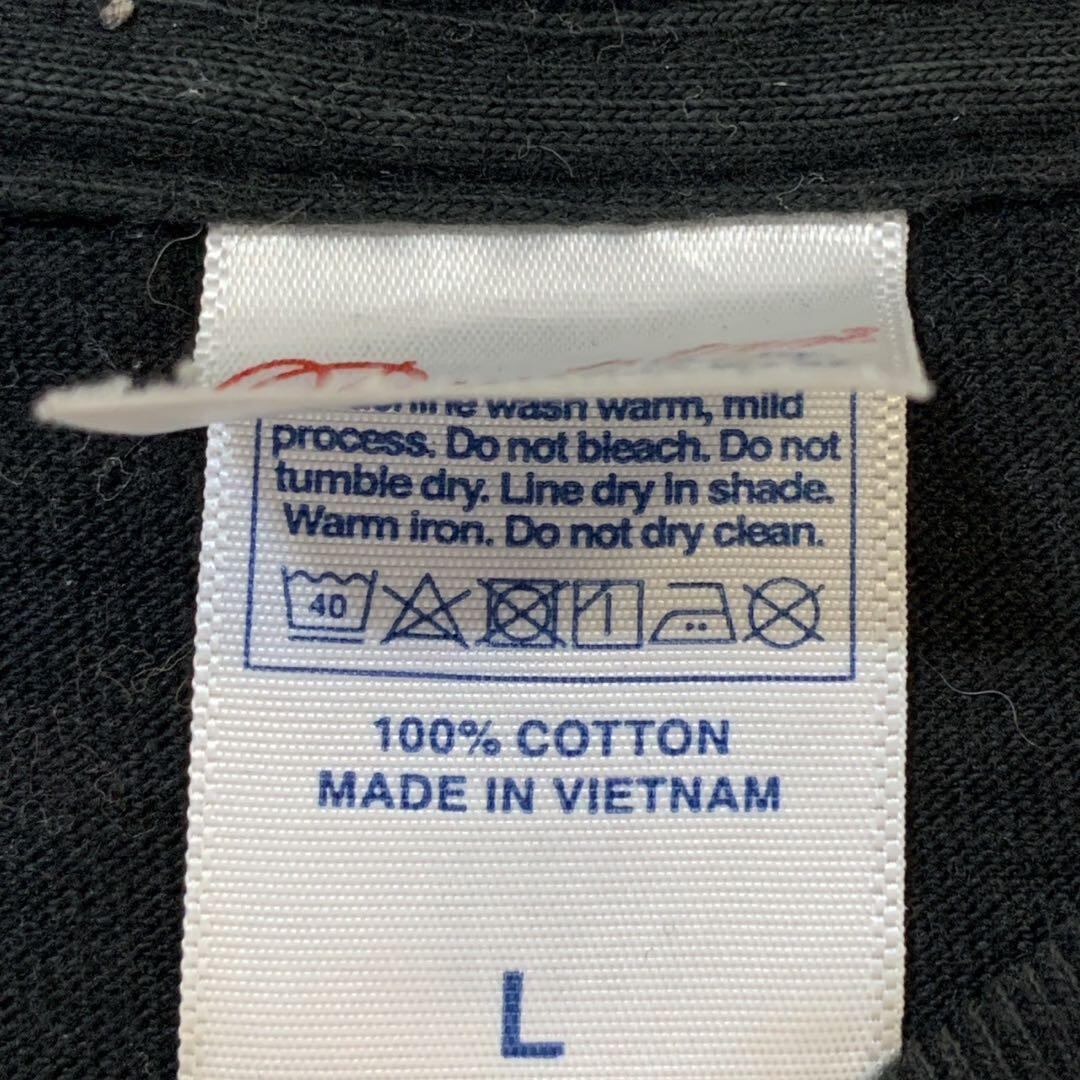 wash warm, mild
process. Do not bleach. Do not
tumble dry. Line dry in shade.
Warm iron. Do not dry clean.
40
100% COTTON
MADE IN VIETNAM
L